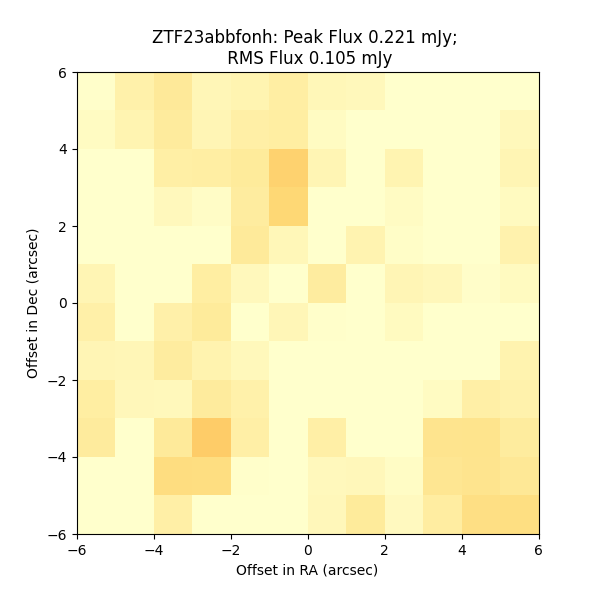 ZTF23abbfonh: Peak Flux 0.221 mJy;
RMS Flux 0.105 mJy
6
4
2
0
−2
−4
−6
Offset in Dec (arcsec)
−6 −4 −2 0 2 4 6
Offset in RA (arcsec)